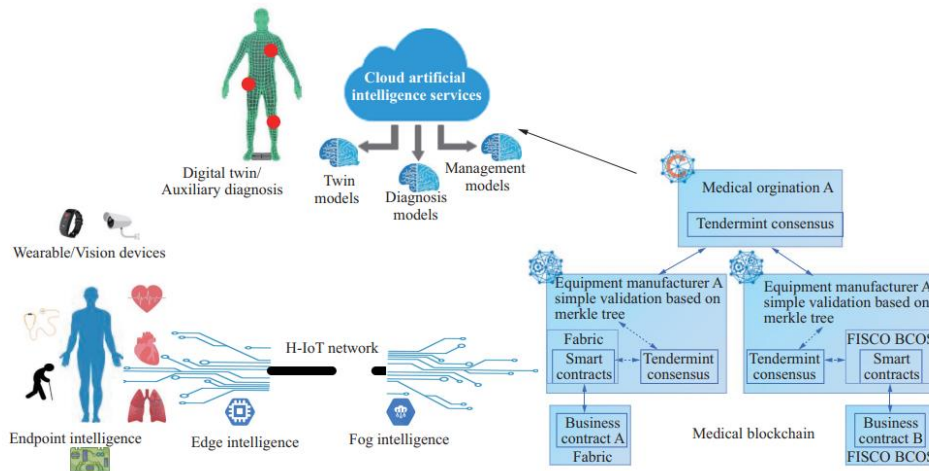 Cloud artificial
intelligence services
Digital twin/
Auxiliary diagnosis
Twin
models
Diagnosis
models
Management
models
Wearable/Vision devices
Endpoint intelligence
H-IoT network
Edge intelligence
Fog intelligence
Medical orgination A
Tendermint consensus
Equipment manufacturer A
simple validation based on
merkle tree
Fabric
Smart
contracts
Tendermint
consensus
Business
contract A
Fabric
Equipment manufacturer A
simple validation based on
merkle tree
Tendermint
consensus
FISCO BCOS
Smart
contracts
Business
contract B
FISCO BCOS
Medical blockchain